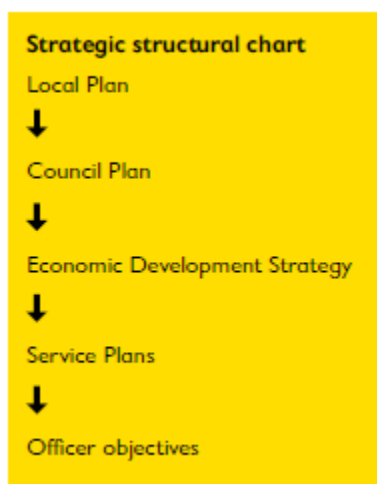 Strategic structural chart
Local Plan
Council Plan
Economic Development Strategy
Service Plans
Officer objectives